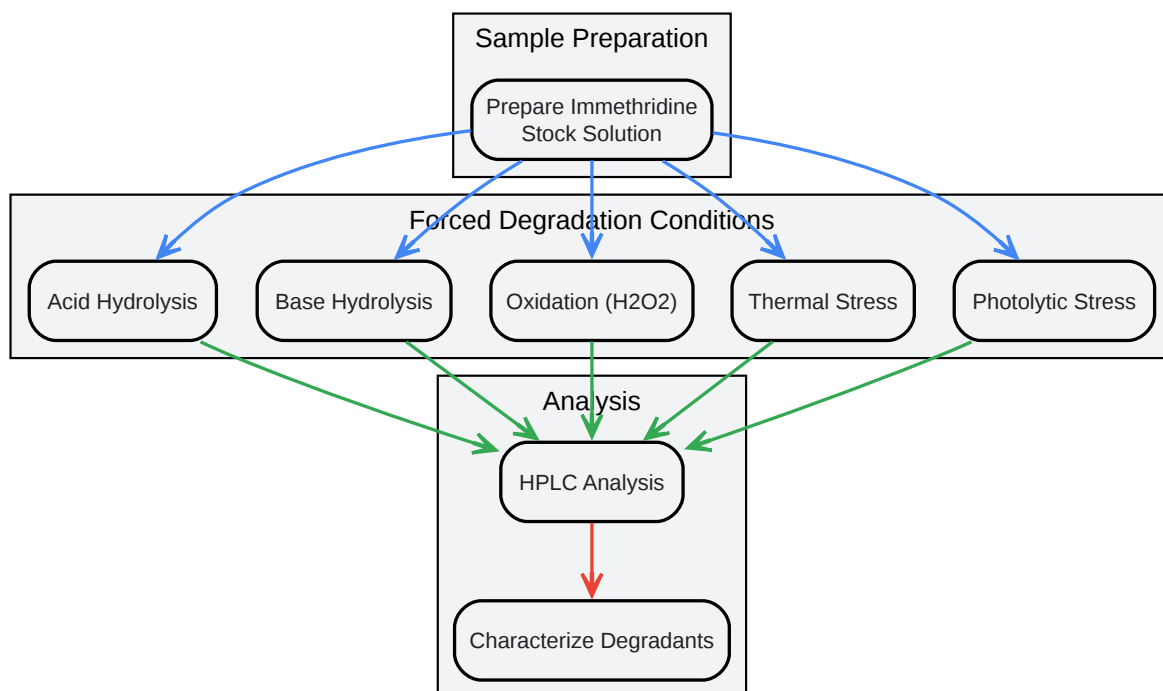 Sample Preparation
Prepare Immethridine
Stock Solution
Forced Degradation Conditions
Acid Hydrolysis
Base Hydrolysis
Oxidation (H2O2)
Thermal Stress
Photolytic Stress
Analysis
HPLC Analysis
Characterize Degradants